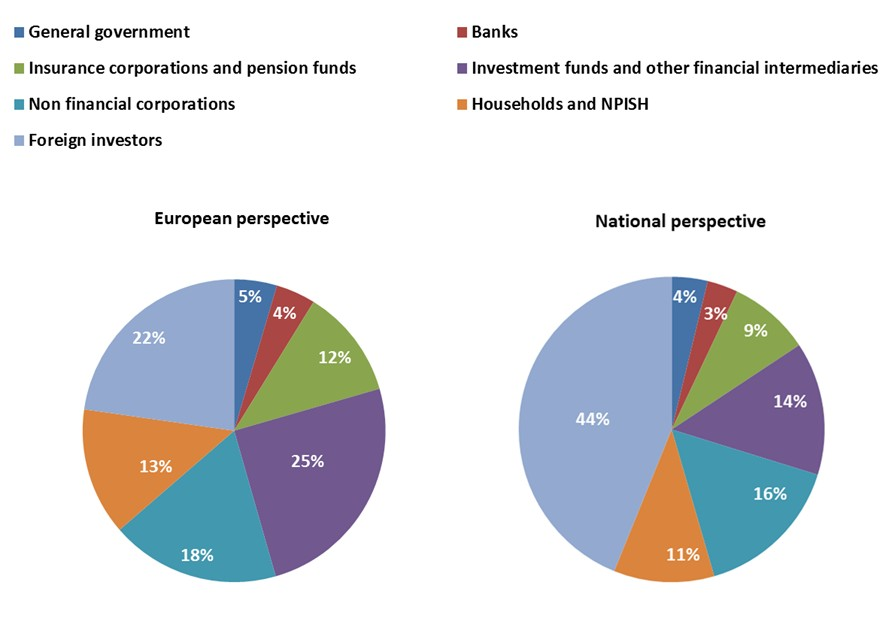 General government
Banks
Insurance corporations and pension funds
Investment funds and other financial intermediaries
Non financial corporations
Households and NPISH
Foreign investors
European perspective
5%
4%
12%
25%
18%
13%
22%
National perspective
4%
3%
9%
14%
16%
11%
44%